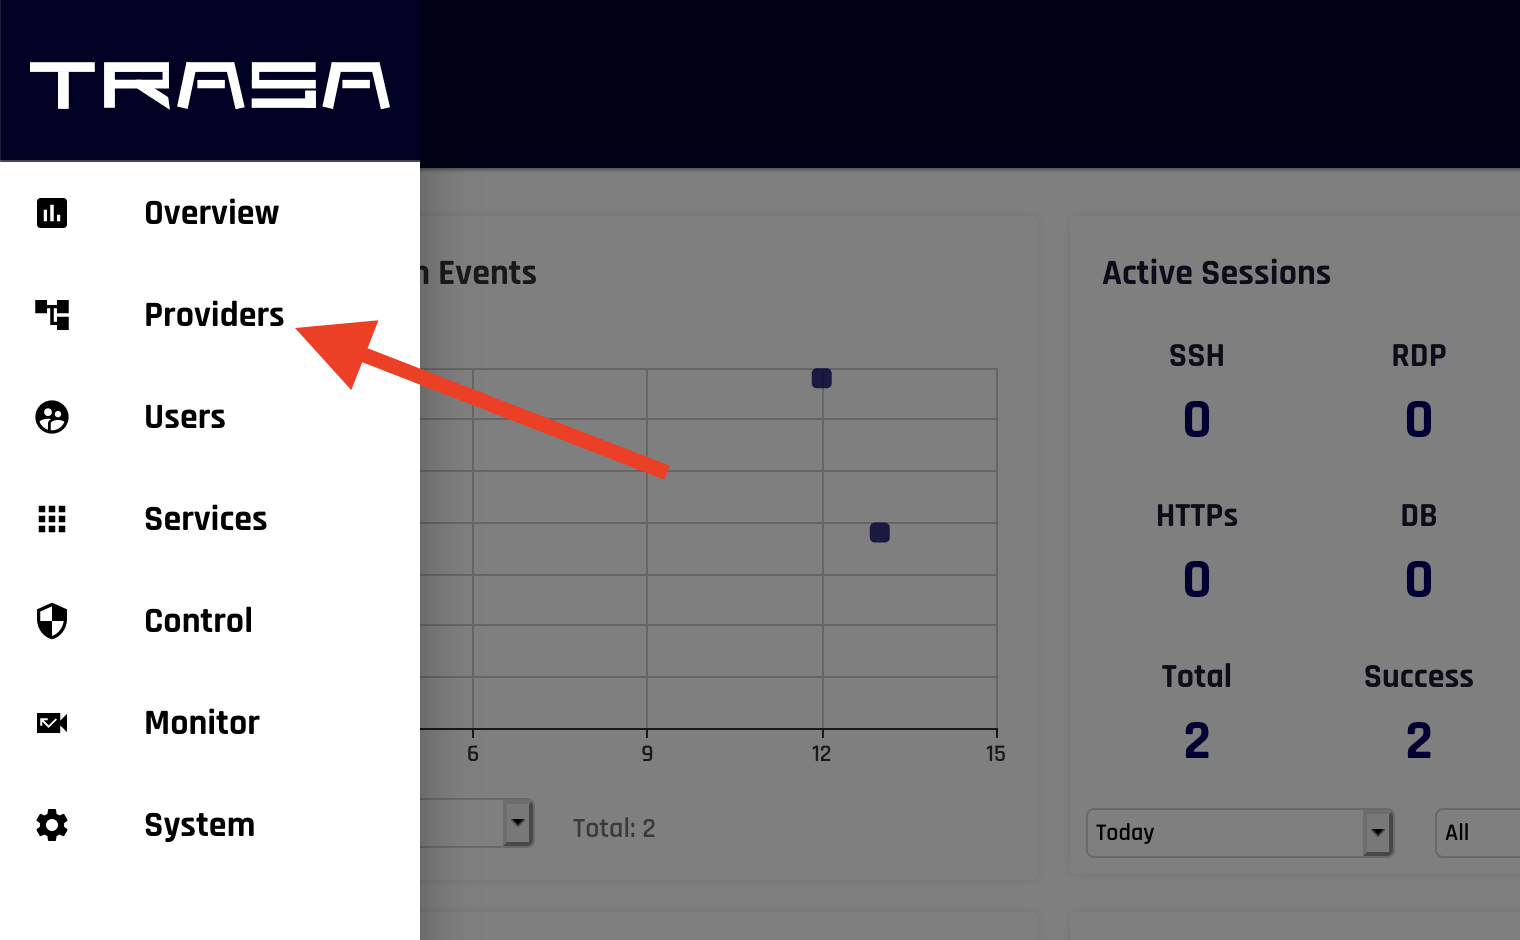 TRASA
Overview
Providers
Users
Services
Control
Monitor
System
Events
6 9 12 15
Total: 2
Active Sessions
SSH RDP
0 0
HTTPs DB
0 0
Total Success
2 2
Today All